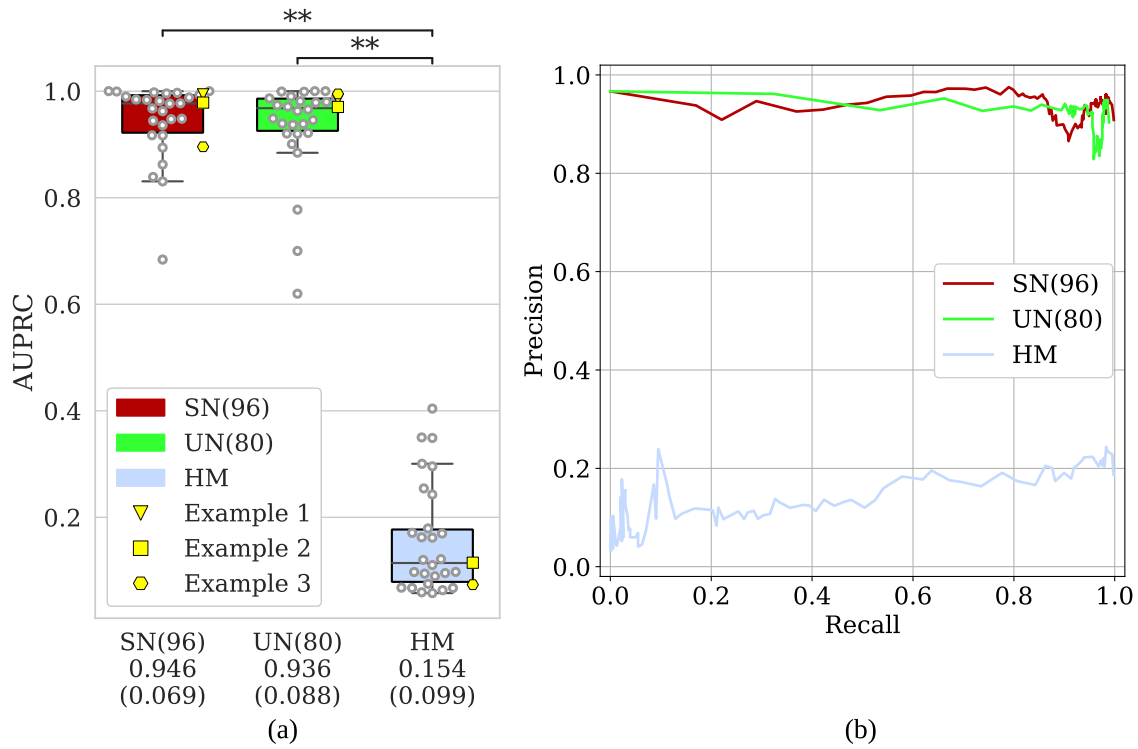 **
**
1.0
0.8
0.6
0.4
0.2
AUPRC
SN(96)
UN(80)
HM
Example 1
Example 2
Example 3
SN(96) UN(80) HM
0.946 0.936 0.154
(0.069) (0.088) (0.099)
(a)
1.0
0.8
0.6
0.4
0.2
0.0
Precision
SN(96)
UN(80)
HM
0.0 0.2 0.4 0.6 0.8 1.0
Recall
(b)